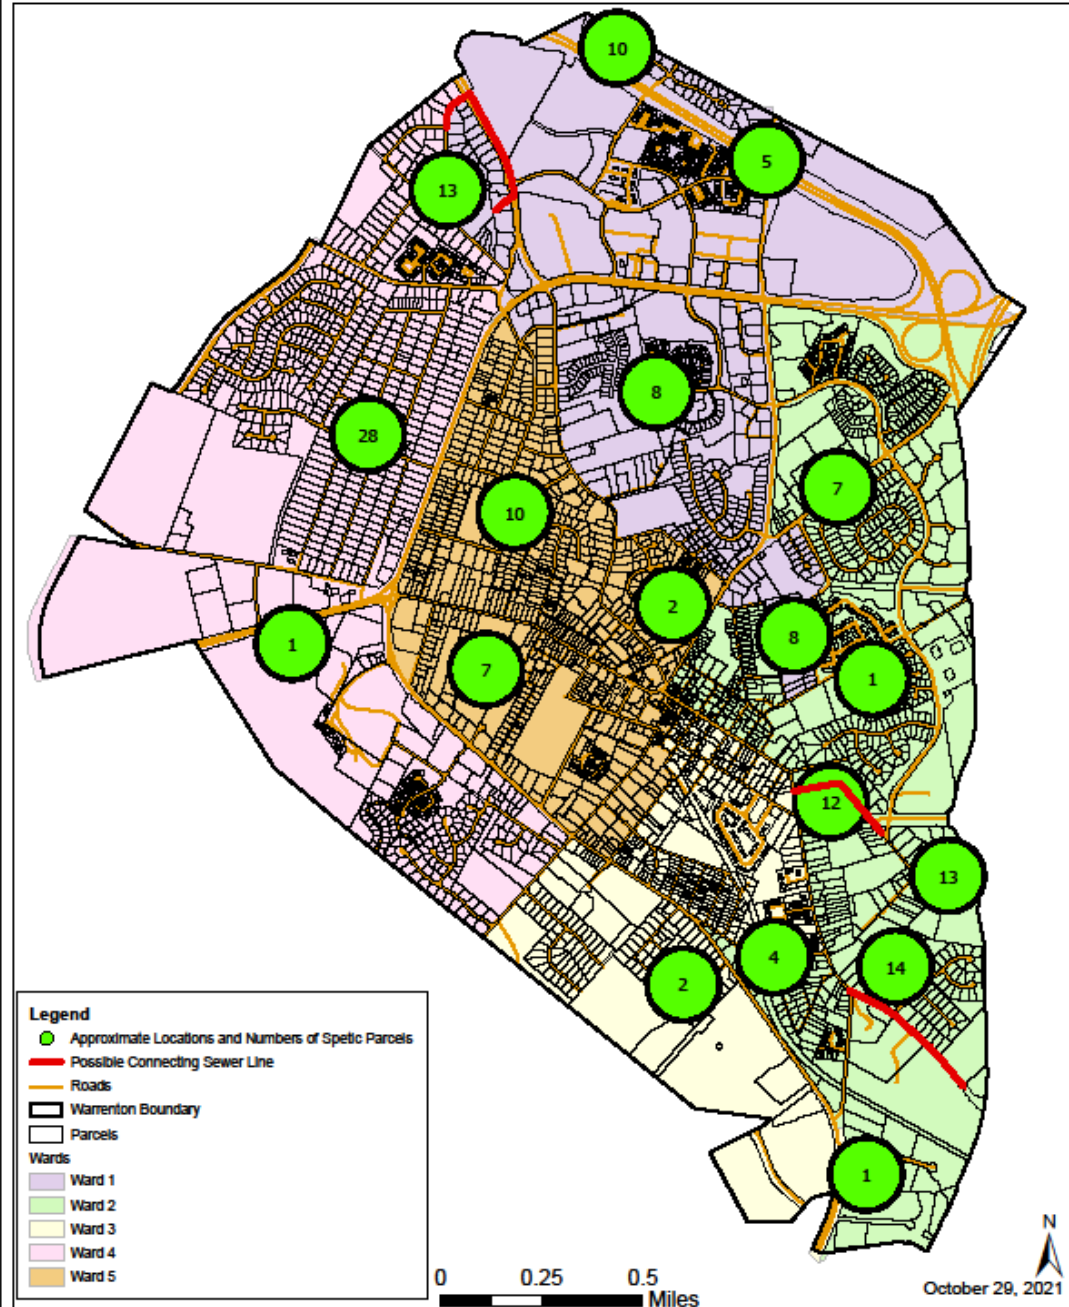 10
5
13
8
28
7
10
2
8
1
7
1
12
13
4
14
2
1
Legend
Approximate Locations and Numbers of Spetic Parcels
Possible Connecting Sewer Line
Roads
Warrenton Boundary
Parcels
Wards
Ward 1
Ward 2
Ward 3
Ward 4
Ward 5
0 0.25 0.5
Miles
N
October 29, 2021